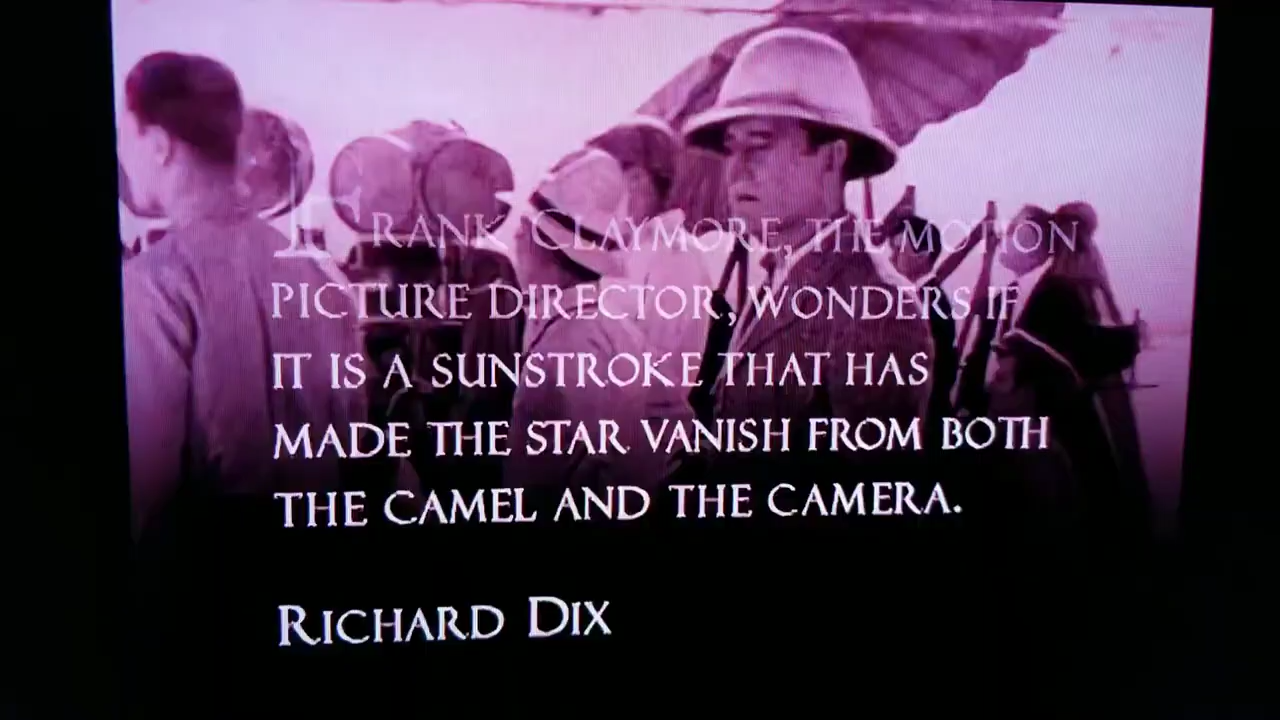 FRANK CLAYMORE, THE MOTION
PICTURE DIRECTOR, WONDERS IF
IT IS A SUNSTROKE THAT HAS
MADE THE STAR VANISH FROM BOTH
THE CAMEL AND THE CAMERA.
RICHARD DIX